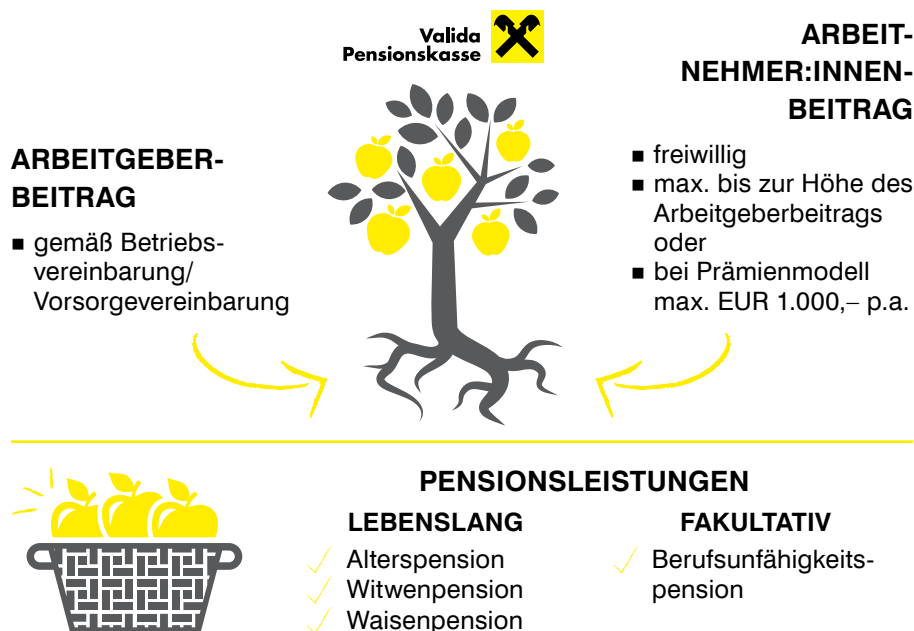 Valida
Pensionskasse
ARBEITGEBER-
BEITRAG
■ gemäß Betriebs-
vereinbarung/
Vorsorgevereinbarung
ARBEIT-
NEHMER:INNEN-
BEITRAG
■ freiwillig
■ max. bis zur Höhe des
Arbeitgeberbeitrags
oder
■ bei Prämienmodell
max. EUR 1.000,– p.a.
PENSIONSLEISTUNGEN
LEBENSLANG
✓ Alterspension
✓ Witwenpension
✓ Waisenpension
FAKULTATIV
✓ Berufsunfähigkeits-
pension